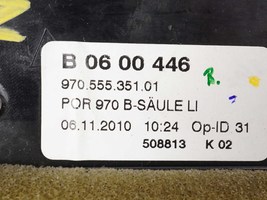 B 06 00 446
R.
970.555.351.01
POR 970 B-SÄULE LI
06.11.2010 10:24 Op-ID 31
508813 K 02